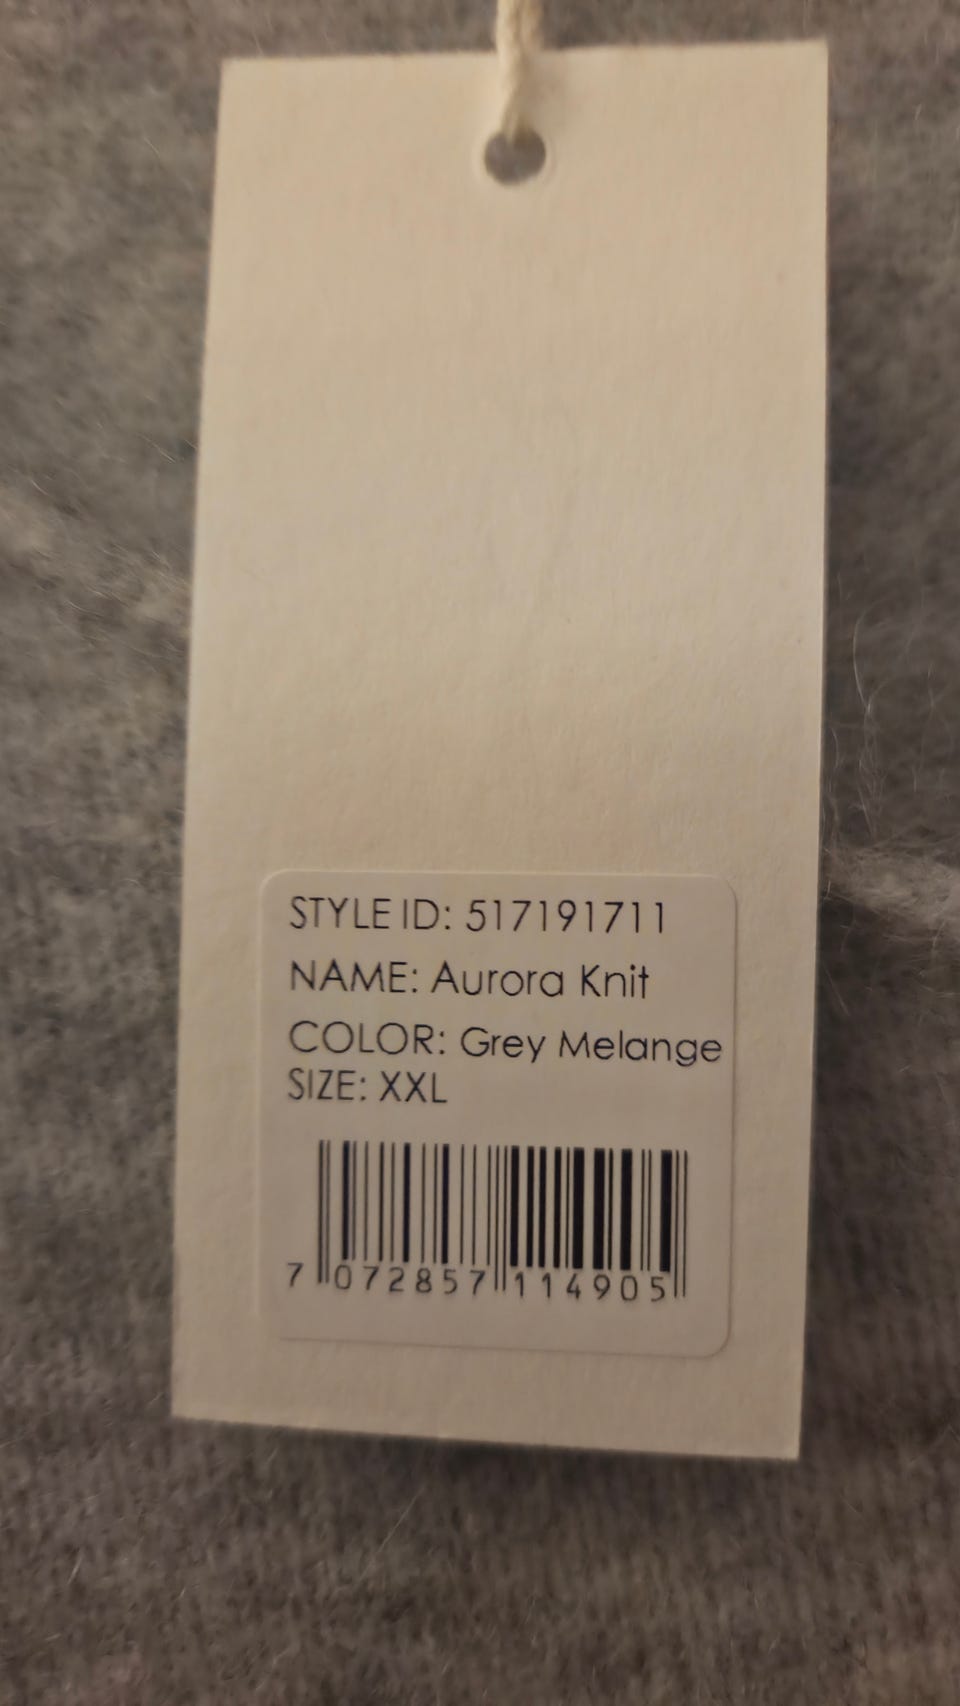 STYLE ID: 517191711
NAME: Aurora Knit
COLOR: Grey Melange
SIZE: XXL
7 072857 114905